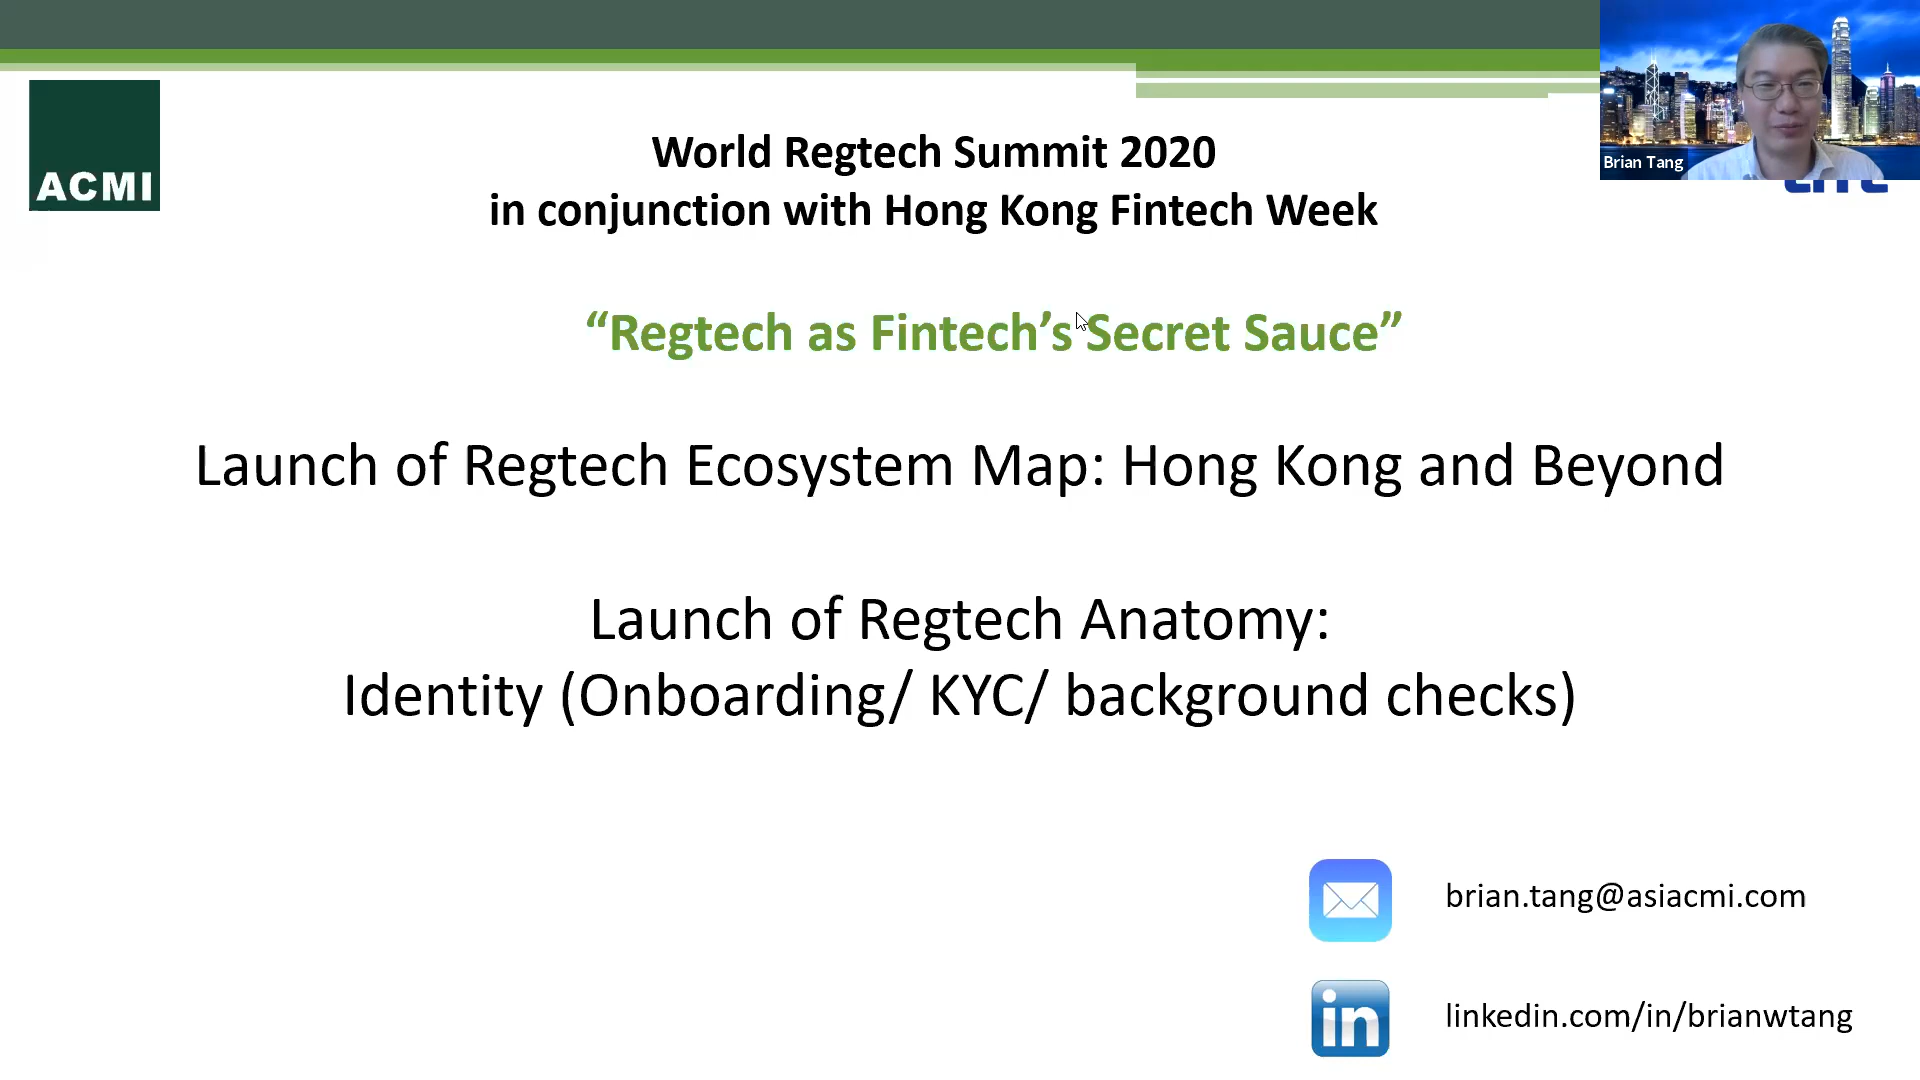 ACMI
Brian Tang
World Regtech Summit 2020
in conjunction with Hong Kong Fintech Week
“Regtech as Fintech’s Secret Sauce”
Launch of Regtech Ecosystem Map: Hong Kong and Beyond
Launch of Regtech Anatomy:
Identity (Onboarding/ KYC/ background checks)
brian.tang@asiacmi.com
in
linkedin.com/in/brianwtang